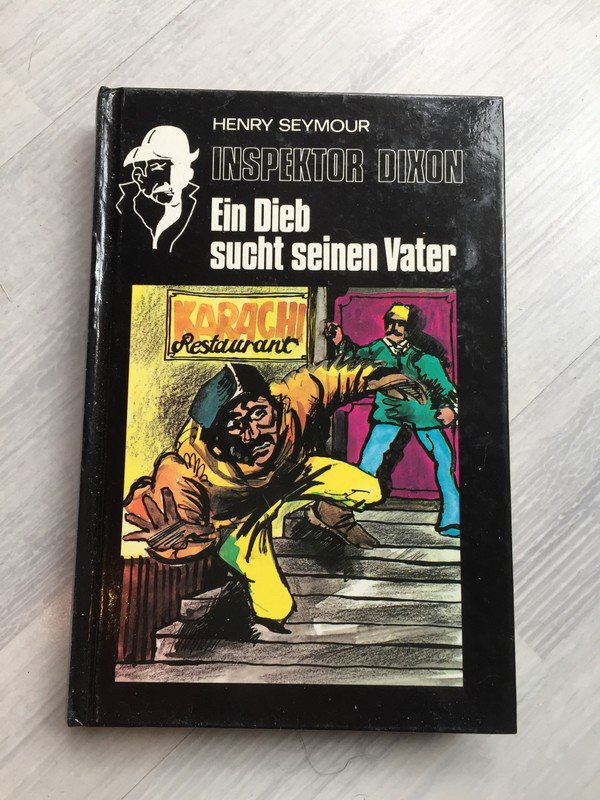 HENRY SEYMOUR
INSPEKTOR DIXON
Ein Dieb
sucht seinen Vater
KARACHI
Restaurant